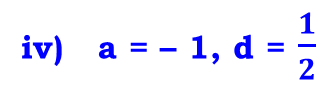 iv) a = – 1, d = 1/2